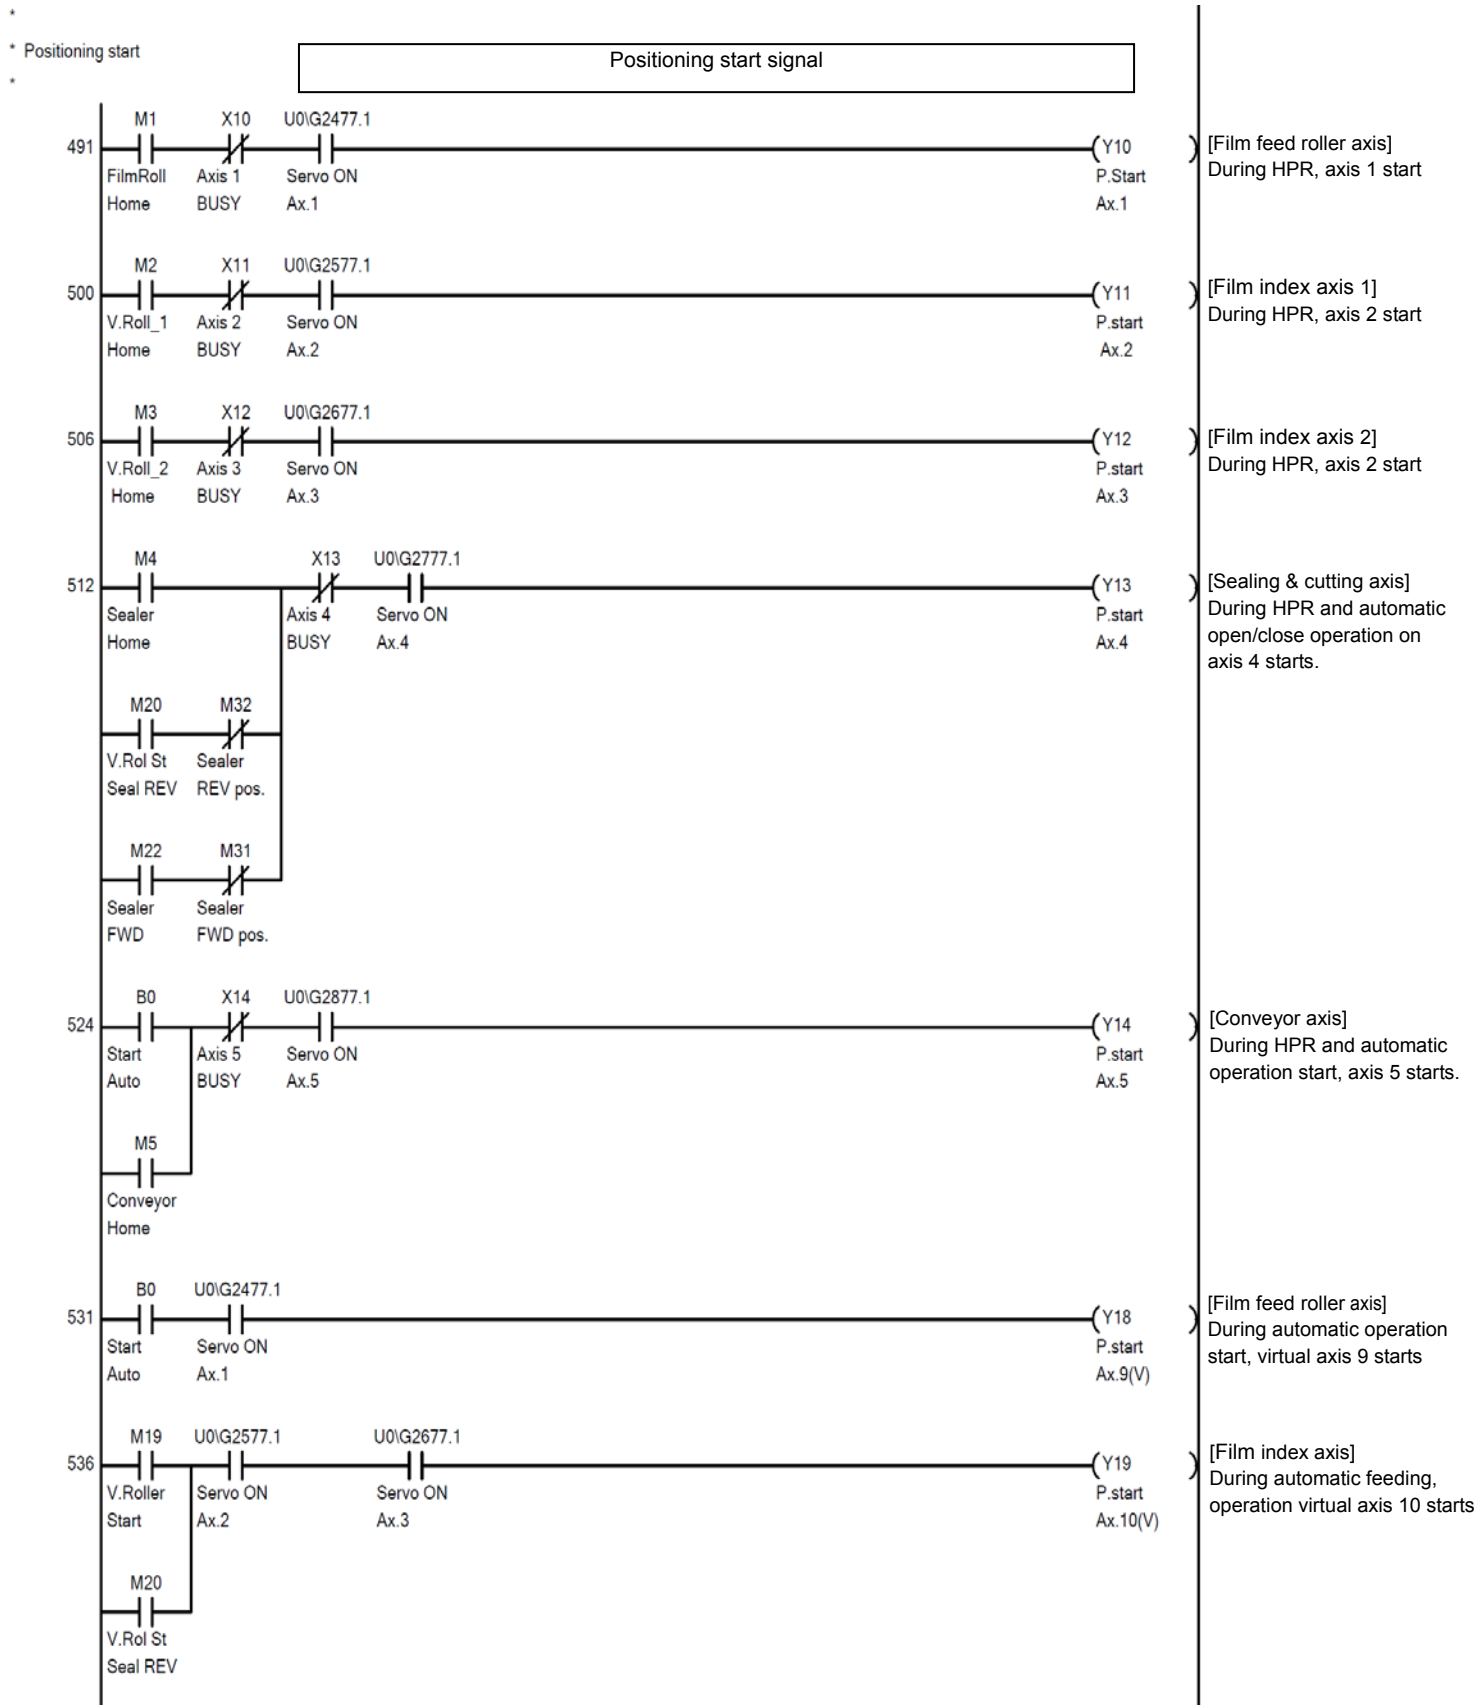 *
* Positioning start
Positioning start signal
*
M1 X10 U0\G2477.1
491 Y10
FilmRoll Axis 1 Servo ON P.Start
Home BUSY Ax.1 Ax.1
[Film feed roller axis]
During HPR, axis 1 start
M2 X11 U0\G2577.1
500 Y11
V.Roll_1 Axis 2 Servo ON P.start
Home BUSY Ax.2 Ax.2
[Film index axis 1]
During HPR, axis 2 start
M3 X12 U0\G2677.1
506 Y12
V.Roll_2 Axis 3 Servo ON P.start
Home BUSY Ax.3 Ax.3
[Film index axis 2]
During HPR, axis 2 start
M4 X13 U0\G2777.1
512 Y13
Sealer Axis 4 Servo ON P.start
Home BUSY Ax.4 Ax.4
[Sealing & cutting axis]
During HPR and automatic
open/close operation on
axis 4 starts.
M20 M32
V.Rol St Sealer
Seal REV REV pos.
M22 M31
Sealer Sealer
FWD FWD pos.
B0 X14 U0\G2877.1
524 Y14
Start Axis 5 Servo ON P.start
Auto BUSY Ax.5 Ax.5
[Conveyor axis]
During HPR and automatic
operation start, axis 5 starts.
M5
Conveyor
Home
B0 U0\G2477.1
531 Y18
Start Servo ON P.start
Auto Ax.1 Ax.9(V)
[Film feed roller axis]
During automatic operation
start, virtual axis 9 starts
M19 U0\G2577.1 U0\G2677.1
536 Y19
V.Roller Servo ON Servo ON P.start
Start Ax.2 Ax.3 Ax.10(V)
[Film index axis]
During automatic feeding,
operation virtual axis 10 starts
M20
V.Rol St
Seal REV